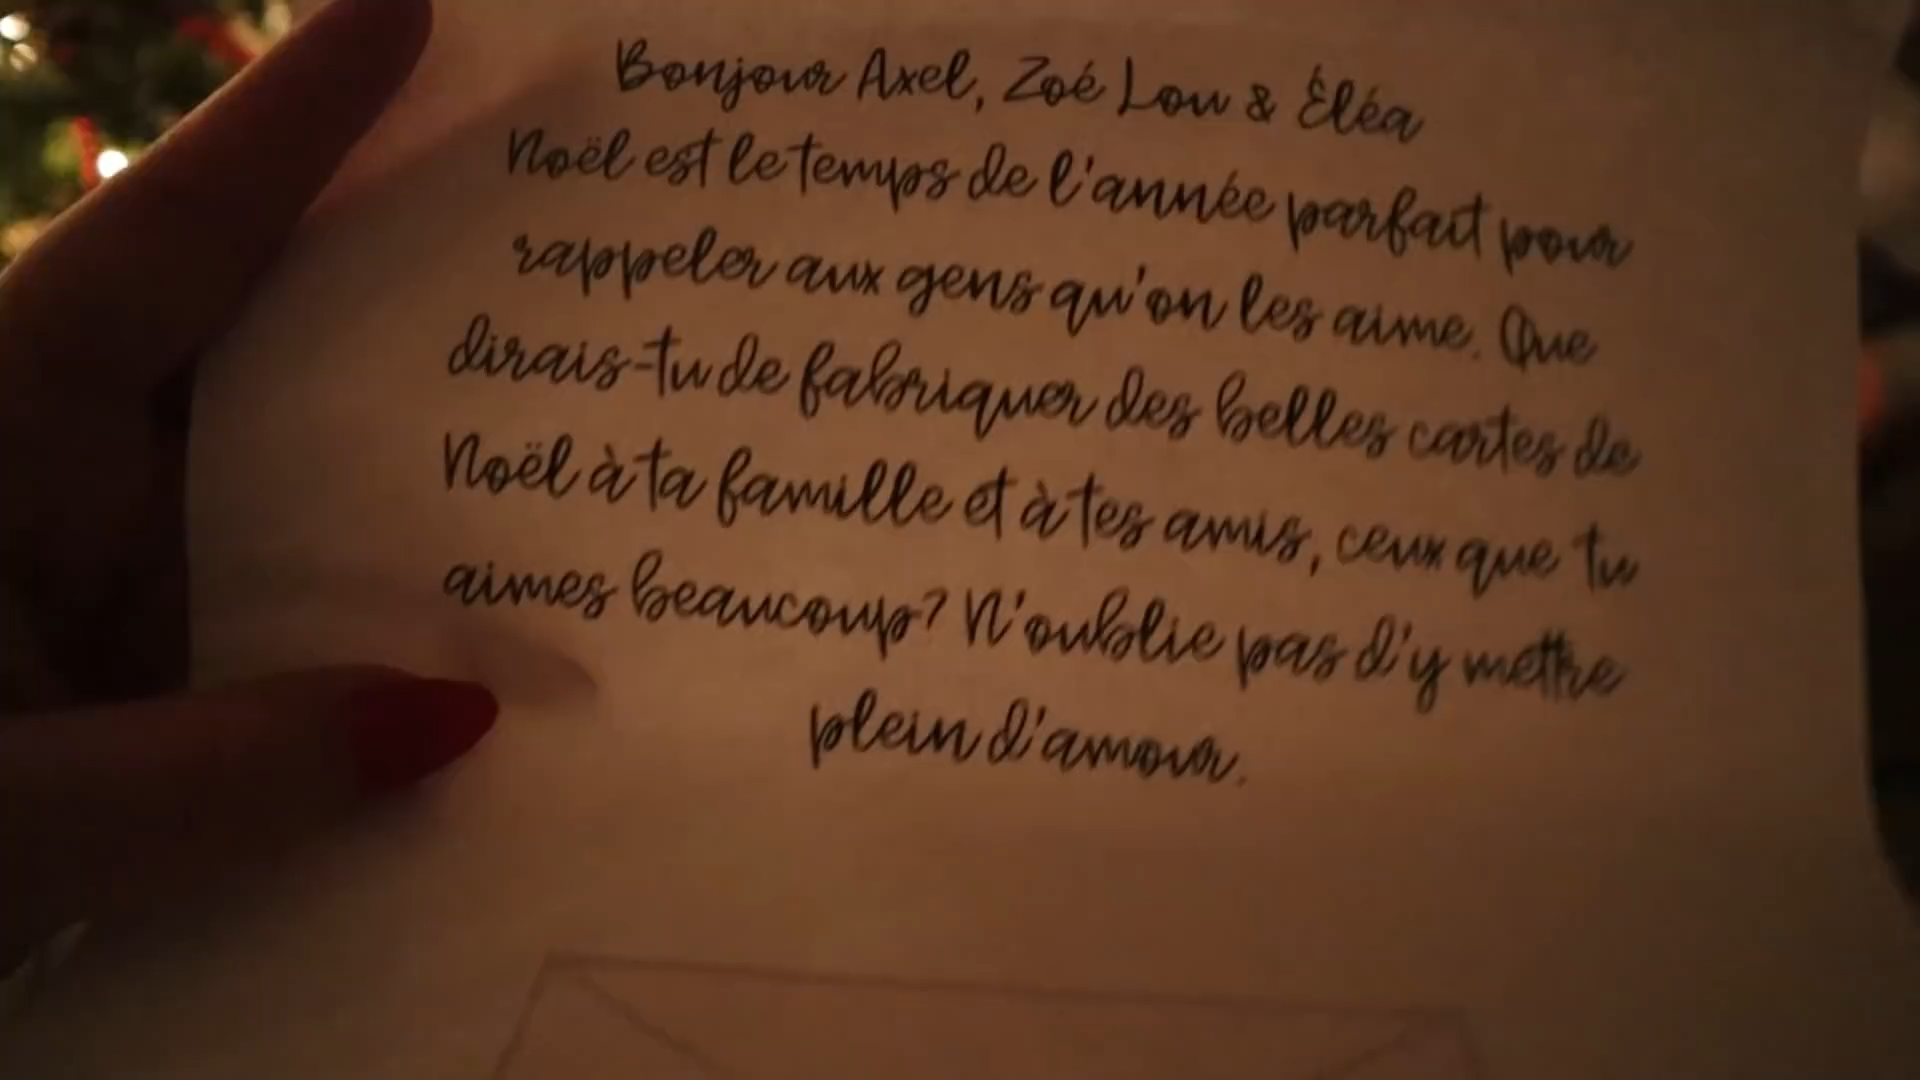 Bonjour Axel, Zoé Lou & Éléa
Noël est le temps de l'année parfait pour
rappeler aux gens qu'on les aime. Que
dirais-tu de fabriquer des belles cartes de
Noël à ta famille et à tes amis, ceux que tu
aimes beaucoup? N'oublie pas d'y mettre
plein d'amour.